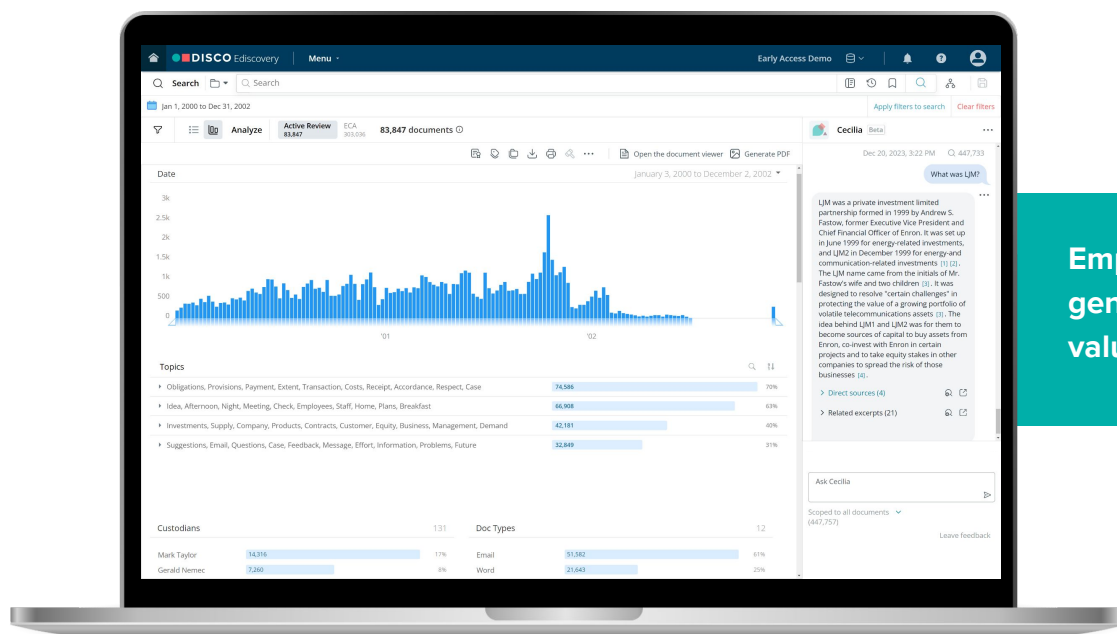 DISCO Ediscovery
Menu
Early Access Demo
Search
Search
Jan 1, 2000 to Dec 31, 2002
Apply filters to search
Clear filters
Analyze
Active Review
83,847
ECA
303,036
83,847 documents
Cecilia Beta
Open the document viewer
Generate PDF
Dec 20, 2023, 3:22 PM
447,733
What was LJM?
Date
January 3, 2000 to December 2, 2002
3k
2.5k
2k
1.5k
1k
500
0
'01
'02
LJM was a private investment limited
partnership formed in 1999 by Andrew S.
Fastow, former Executive Vice President and
Chief Financial Officer of Enron. It was set up
in June 1999 for energy-related investments,
and LJM2 in December 1999 for energy-and
communication-related investments [1] [2].
The LJM name came from the initials of Mr.
Fastow's wife and two children [3]. It was
designed to resolve "certain challenges" in
protecting the value of a growing portfolio of
volatile telecommunications assets [3]. The
idea behind LJM1 and LJM2 was for them to
become sources of capital to buy assets from
Enron, co-invest with Enron in certain
projects and to take equity stakes in other
companies to spread the risk of those
businesses [4].
Direct sources (4)
Related excerpts (21)
Topics
Obligations, Provisions, Payment, Extent, Transaction, Costs, Receipt, Accordance, Respect, Case
74,586
70%
Idea, Afternoon, Night, Meeting, Check, Employees, Staff, Home, Plans, Breakfast
66,908
63%
Investments, Supply, Company, Products, Contracts, Customer, Equity, Business, Management, Demand
42,181
40%
Suggestions, Email, Questions, Case, Feedback, Message, Effort, Information, Problems, Future
32,849
31%
Ask Cecilia
Scoped to all documents
(447,757)
Leave feedback
Custodians
131
Mark Taylor
14,316
17%
Gerald Nemec
7,260
8%
Doc Types
12
Email
51,582
61%
Word
21,643
25%